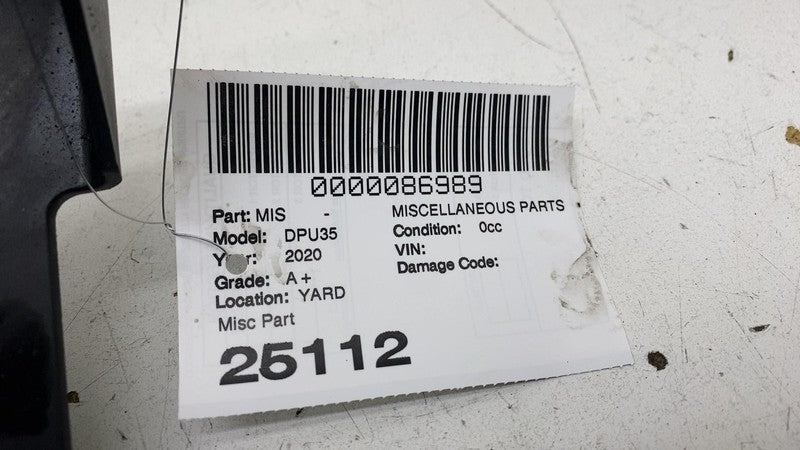 0000086989
Part: MIS - MISCELLANEOUS PARTS
Model: DPU35 Condition: 0cc
Year: 2020 VIN:
Grade: A+ Damage Code:
Location: YARD
Misc Part
25112